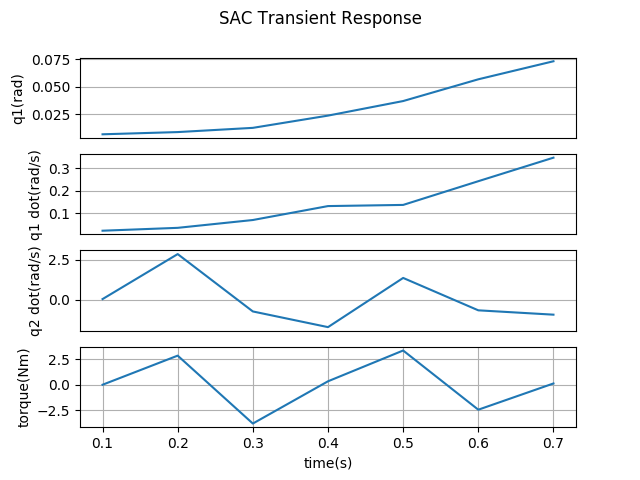 SAC Transient Response
0.075
0.050
0.025
q1(rad)
0.3
0.2
0.1
q1 dot(rad/s)
2.5
0.0
q2 dot(rad/s)
2.5
0.0
−2.5
torque(Nm)
0.1 0.2 0.3 0.4 0.5 0.6 0.7
time(s)